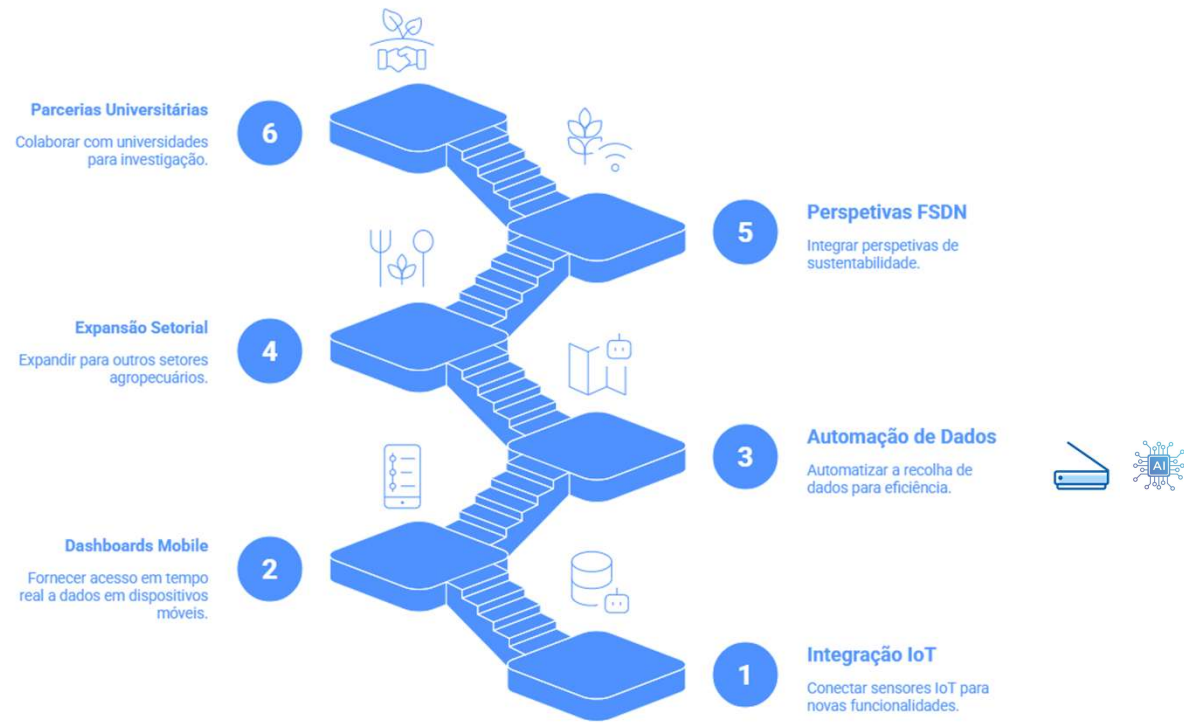 Parcerias Universitárias
Colaborar com universidades
para investigação.
6
5
Perspetivas FSDN
Integrar perspetivas de
sustentabilidade.
Expansão Setorial
Expandir para outros setores
agropecuários.
4
3
Automação de Dados
Automatizar a recolha de
dados para eficiência.
AI
Dashboards Mobile
Fornecer acesso em tempo
real a dados em dispositivos
móveis.
2
1
Integração IoT
Conectar sensores IoT para
novas funcionalidades.